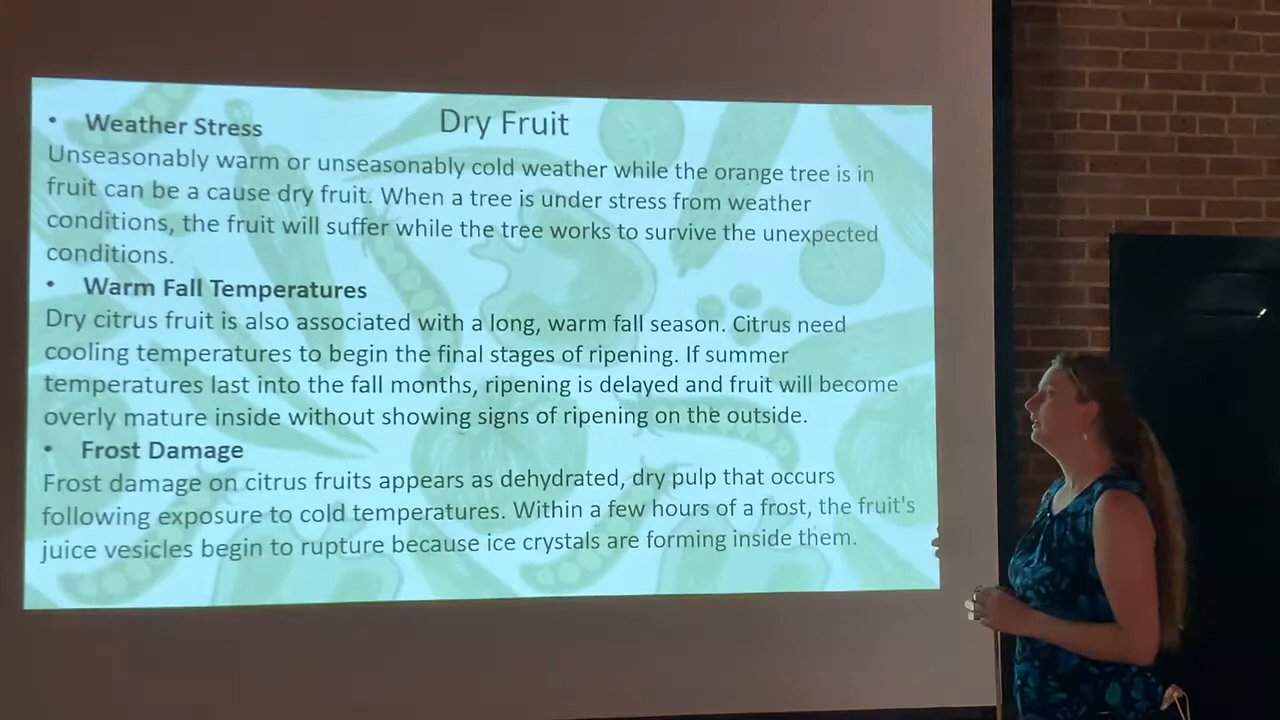 Dry Fruit
• Weather Stress
Unseasonably warm or unseasonably cold weather while the orange tree is in
fruit can be a cause dry fruit. When a tree is under stress from weather
conditions, the fruit will suffer while the tree works to survive the unexpected
conditions.
• Warm Fall Temperatures
Dry citrus fruit is also associated with a long, warm fall season. Citrus need
cooling temperatures to begin the final stages of ripening. If summer
temperatures last into the fall months, ripening is delayed and fruit will become
overly mature inside without showing signs of ripening on the outside.
• Frost Damage
Frost damage on citrus fruits appears as dehydrated, dry pulp that occurs
following exposure to cold temperatures. Within a few hours of a frost, the fruit's
juice vesicles begin to rupture because ice crystals are forming inside them.